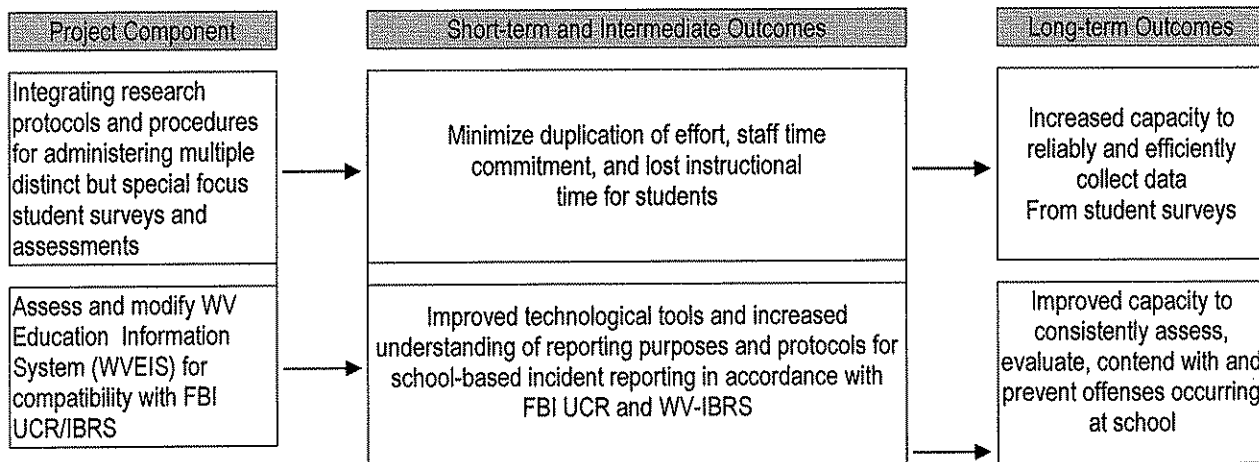 Project Component
Short-term and Intermediate Outcomes
Long-term Outcomes
Integrating research
protocols and procedures
for administering multiple
distinct but special focus
student surveys and
assessments
Minimize duplication of effort, staff time
commitment, and lost instructional
time for students
Increased capacity to
reliably and efficiently
collect data
From student surveys
Assess and modify WV
Education Information
System (WVEIS) for
compatibility with FBI
UCR/IBRS
Improved technological tools and increased
understanding of reporting purposes and protocols for
school-based incident reporting in accordance with
FBI UCR and WV-IBRS
Improved capacity to
consistently assess,
evaluate, contend with and
prevent offenses occurring
at school